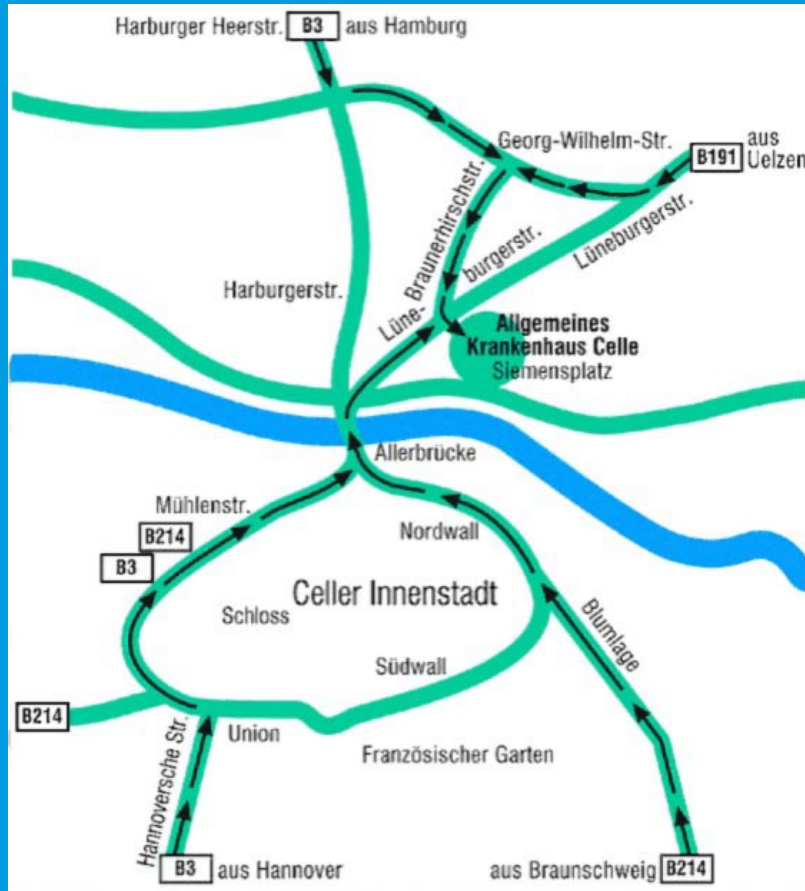 Harburger Heerstr. B3 aus Hamburg
Georg-Wilhelm-Str.
B191 aus
Uelzen
Braunerhirschstr.
Lüne-
burgerstr.
Lüneburgerstr.
Harburgerstr.
Allgemeines
Krankenhaus Celle
Siemensplatz
Allerbrücke
Mühlenstr.
B214
B3
Nordwall
Celler Innenstadt
Schloss
Blumlage
Südwall
B214
Union
Hannoversche Str.
Französischer Garten
B3 aus Hannover
aus Braunschweig B214